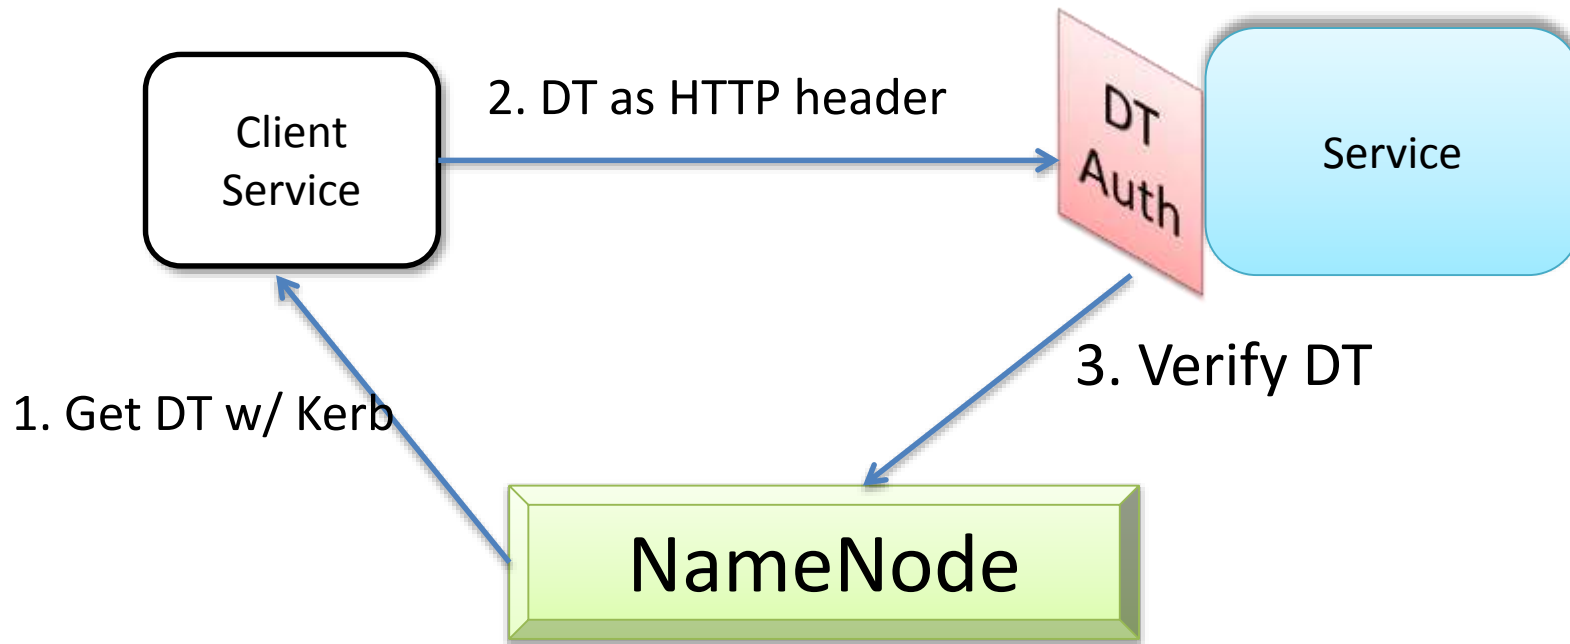 Client
Service
2. DT as HTTP header
DT
Auth
Service
1. Get DT w/ Kerb
3. Verify DT
NameNode